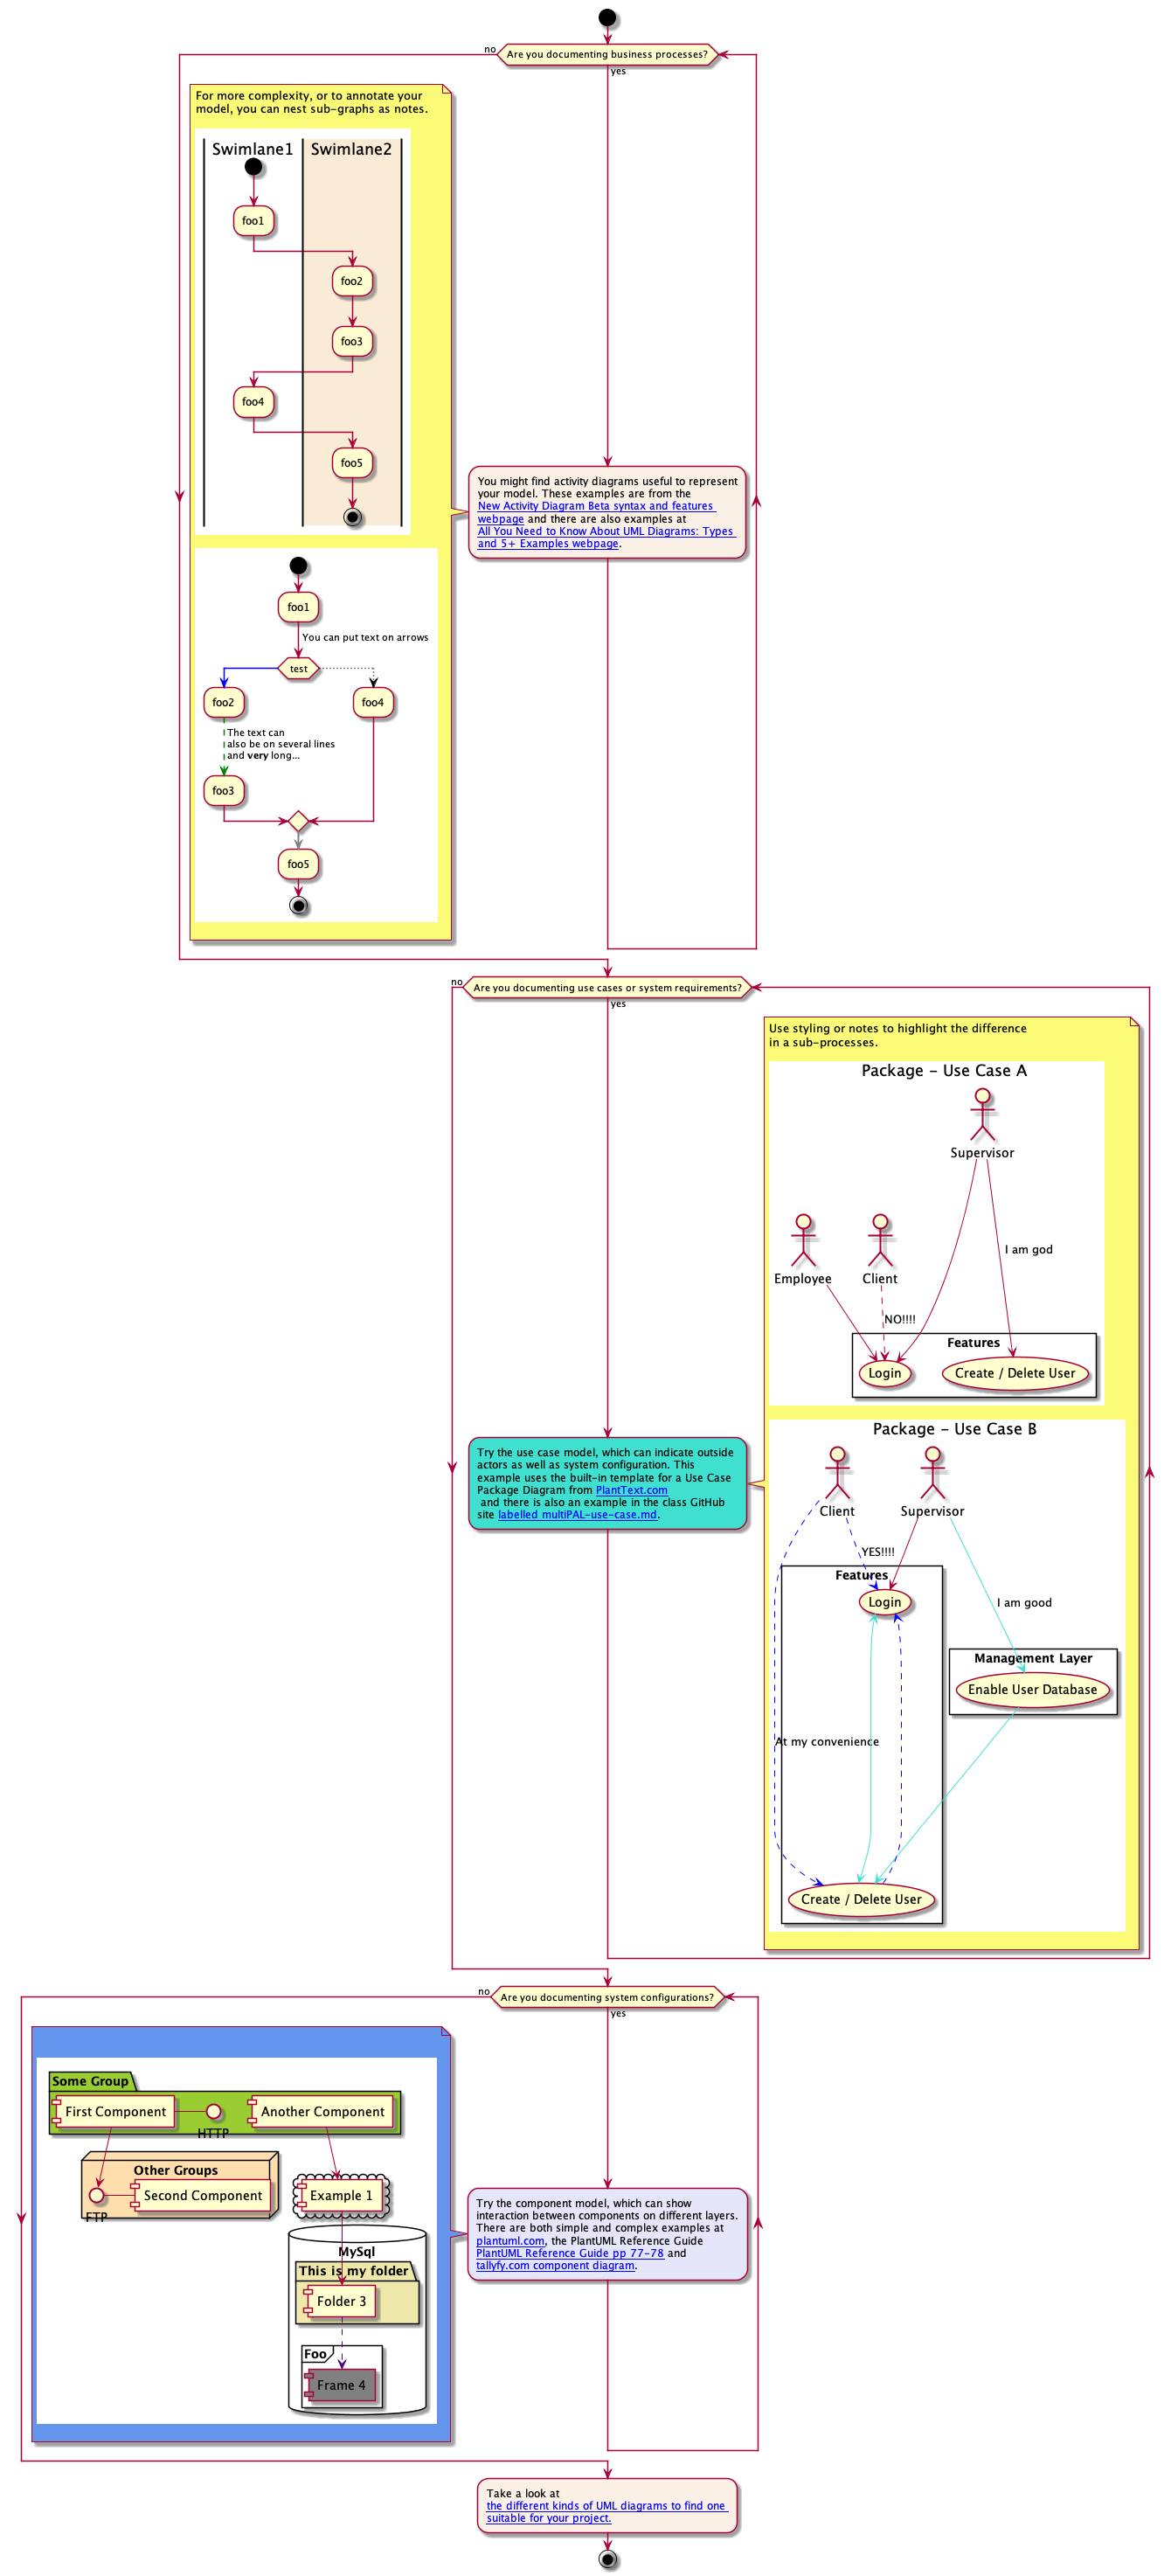 Are you documenting business processes?
no
yes
For more complexity, or to annotate your
model, you can nest sub-graphs as notes.
Swimlane1
Swimlane2
foo1
foo2
foo3
foo4
foo5
You might find activity diagrams useful to represent
your model. These examples are from the
New Activity Diagram Beta syntax and features
webpage and there are also examples at
All You Need to Know About UML Diagrams: Types
and 5+ Examples webpage.
foo1
You can put text on arrows
test
foo2
foo4
The text can
also be on several lines
and very long...
foo3
foo5
Are you documenting use cases or system requirements?
no
yes
Use styling or notes to highlight the difference
in a sub-processes.
Package - Use Case A
Supervisor
I am god
Employee
Client
NO!!!!
Features
Login
Create / Delete User
Try the use case model, which can indicate outside
actors as well as system configuration. This
example uses the built-in template for a Use Case
Package Diagram from PlantText.com
and there is also an example in the class GitHub
site labelled multiPAL-use-case.md.
Package - Use Case B
Client
Supervisor
YES!!!!
Features
Login
I am good
Management Layer
Enable User Database
At my convenience
Create / Delete User
Are you documenting system configurations?
no
yes
Some Group
First Component
HTTP
Another Component
Other Groups
Second Component
FTP
Example 1
MySql
This is my folder
Folder 3
Foo
Frame 4
Try the component model, which can show
interaction between components on different layers.
There are both simple and complex examples at
plantuml.com, the PlantUML Reference Guide
PlantUML Reference Guide pp 77-78 and
tallyfy.com component diagram.
Take a look at
the different kinds of UML diagrams to find one
suitable for your project.